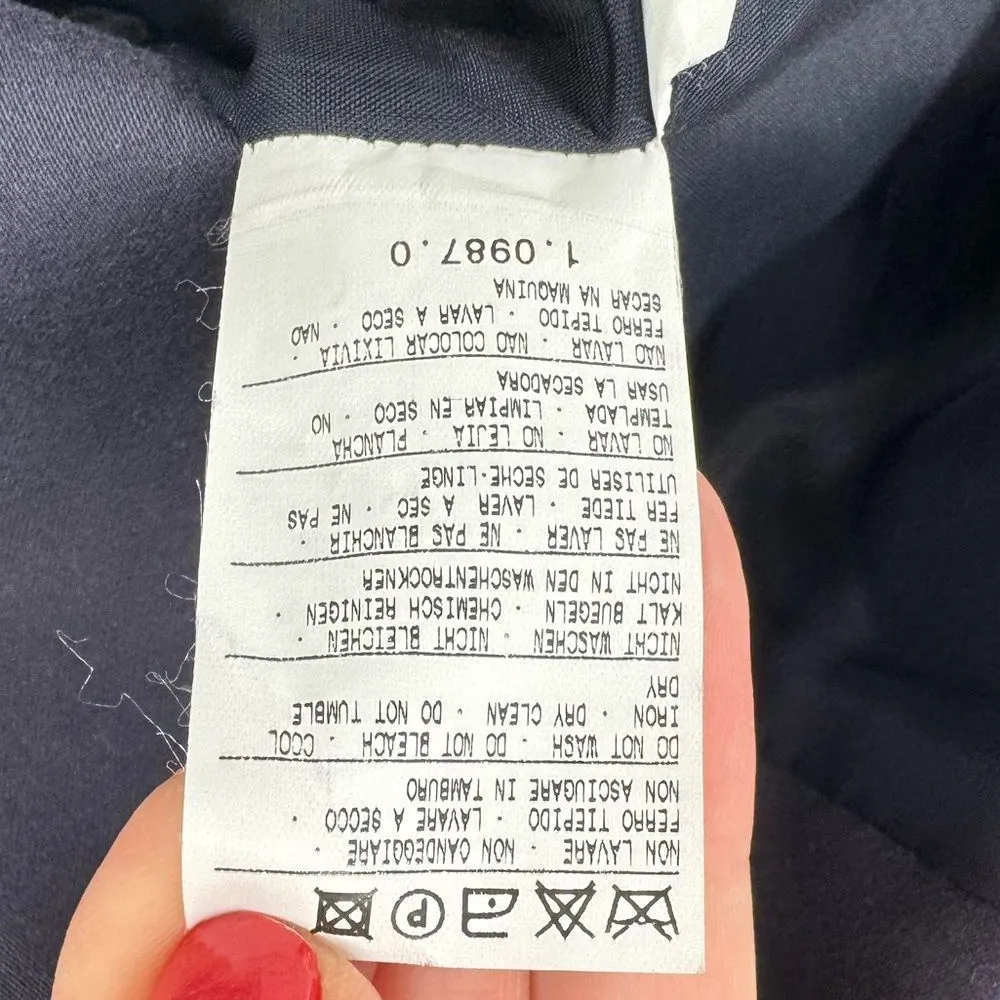 P
NON LAVARE · NON CANDEGGIARE ·
FERRO TIEPIDO · LAVARE A SECCO ·
NON ASCIUGARE IN TAMBURO
DO NOT WASH · DO NOT BLEACH · COOL
IRON · DRY CLEAN · DO NOT TUMBLE
DRY
NICHT WASCHEN · NICHT BLEICHEN ·
KALT BUEGELN · CHEMISCH REINIGEN ·
NICHT IN DEN WASCHENTROCKNER
NE PAS LAVER · NE PAS BLANCHIR ·
FER TIEDE · LAVER A SEC · NE PAS
UTILISER DE SECHE-LINGE
NO LAVAR · NO LEJIA · PLANCHA
TEMPLADA · LIMPIAR EN SECO · NO
USAR LA SECADORA
NAO LAVAR · NAO COLOCAR LIXIVIA ·
FERRO TEPIDO · LAVAR A SECO · NAO
SECAR NA MAQUINA
1.0987.0